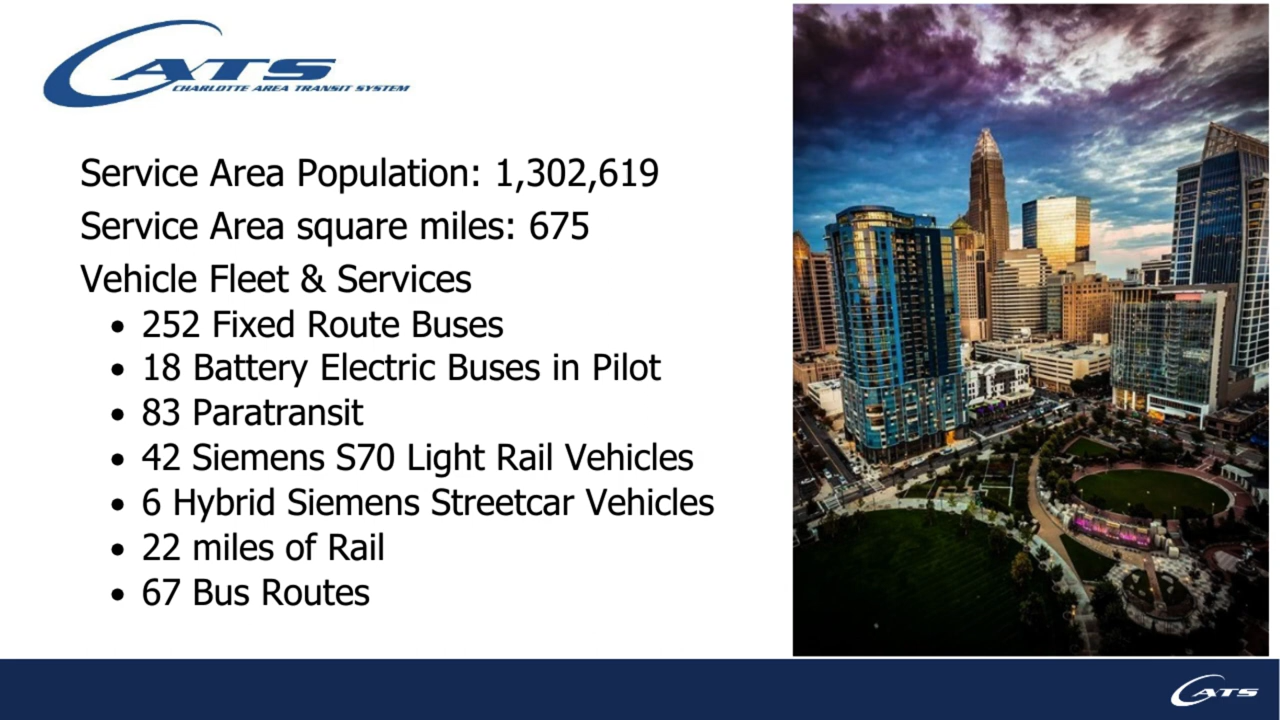 CATS
CHARLOTTE AREA TRANSIT SYSTEM
Service Area Population: 1,302,619
Service Area square miles: 675
Vehicle Fleet & Services
• 252 Fixed Route Buses
• 18 Battery Electric Buses in Pilot
• 83 Paratransit
• 42 Siemens S70 Light Rail Vehicles
• 6 Hybrid Siemens Streetcar Vehicles
• 22 miles of Rail
• 67 Bus Routes
CATS